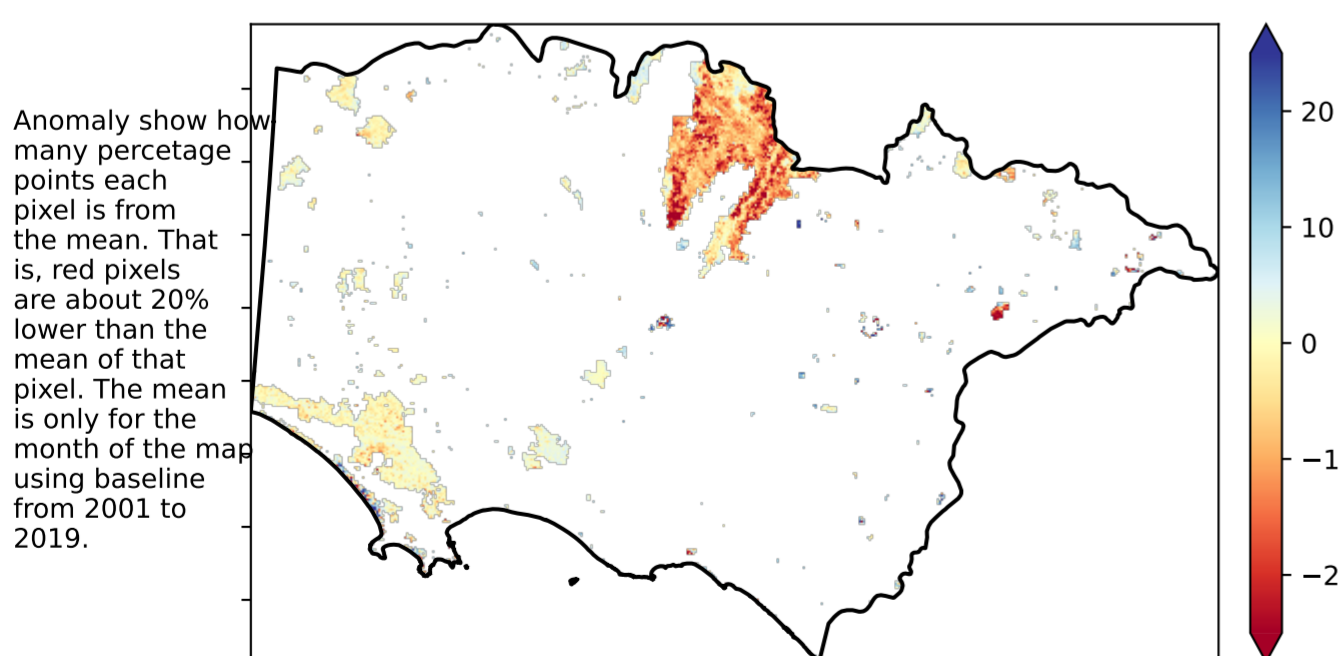 Anomaly show how
many percetage
points each
pixel is from
the mean. That
is, red pixels
are about 20%
lower than the
mean of that
pixel. The mean
is only for the
month of the map
using baseline
from 2001 to
2019.
20
10
0
−1
−2